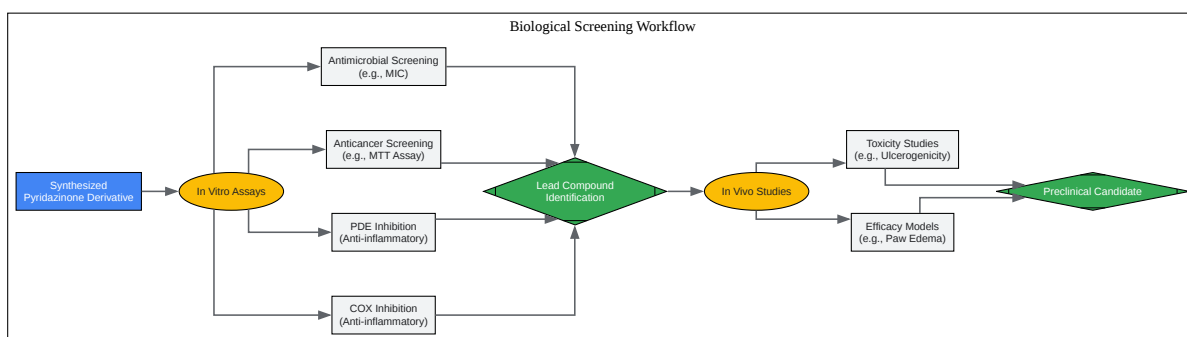 Biological Screening Workflow
Antimicrobial Screening
(e.g., MIC)
Anticancer Screening
(e.g., MTT Assay)
Toxicity Studies
(e.g., Ulcerogenicity)
Synthesized
Pyridazinone Derivative
In Vitro Assays
Lead Compound
Identification
In Vivo Studies
Preclinical Candidate
PDE Inhibition
(Anti-inflammatory)
Efficacy Models
(e.g., Paw Edema)
COX Inhibition
(Anti-inflammatory)